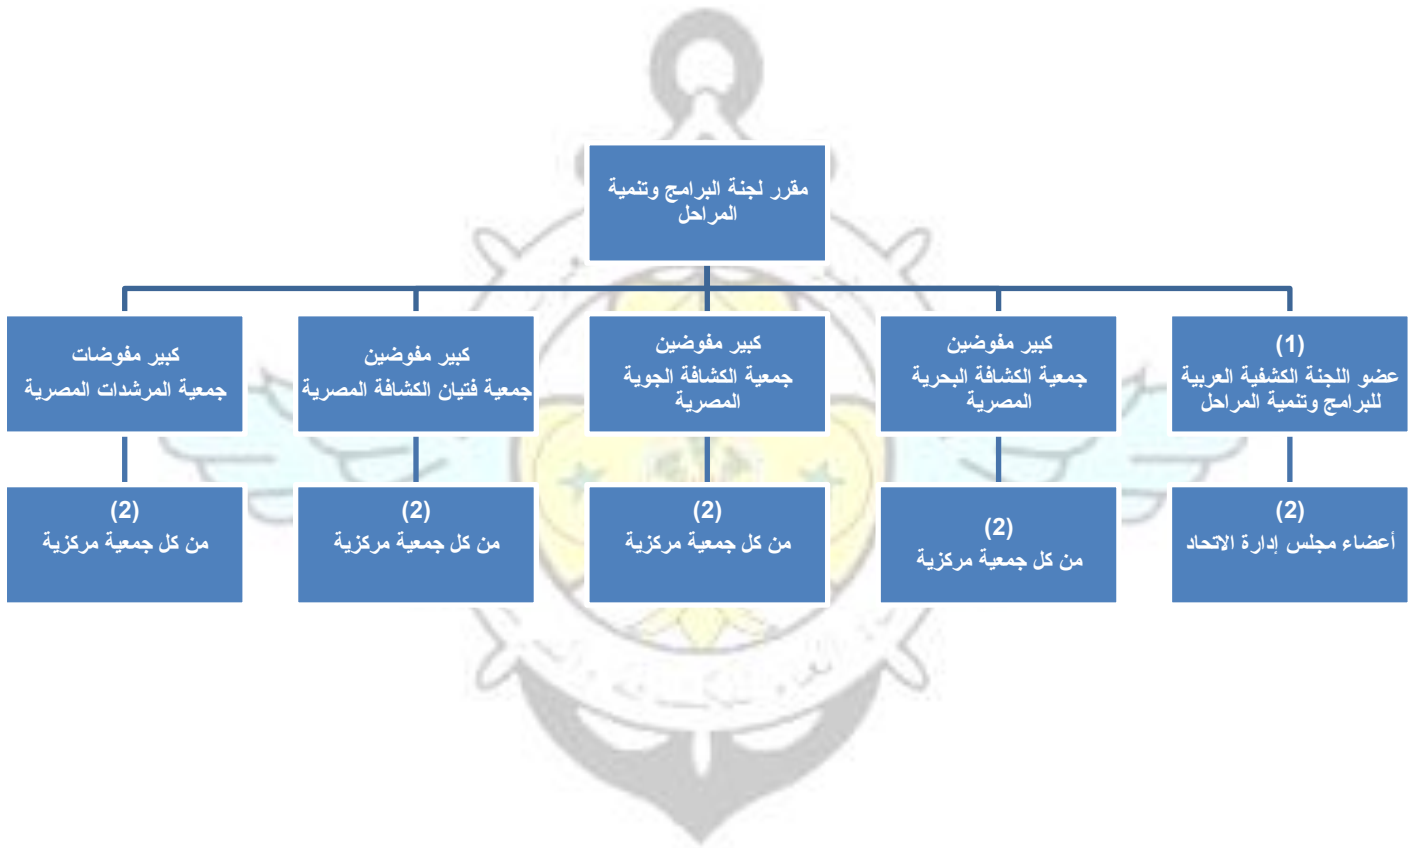 مقرر لجنة البرامج وتنمية
المراحل
(1)
عضو اللجنة الكشفية العربية
للبرامج وتنمية المراحل
كبير مفوضين
جمعية الكشافة البحرية
المصرية
كبير مفوضين
جمعية الكشافة الجوية
المصرية
كبير مفوضين
جمعية فتيان الكشافة المصرية
كبير مفوضات
جمعية المرشدات المصرية
(2)
أعضاء مجلس إدارة الاتحاد
(2)
من كل جمعية مركزية
(2)
من كل جمعية مركزية
(2)
من كل جمعية مركزية
(2)
من كل جمعية مركزية